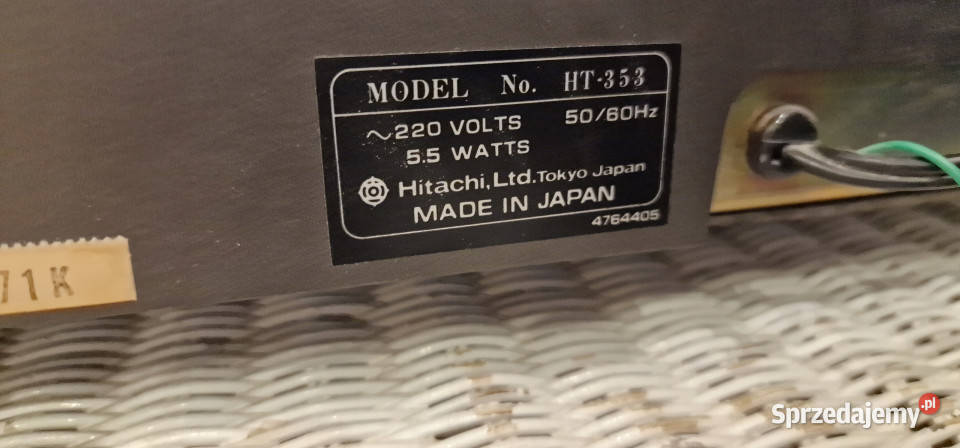 MODEL No. HT-353
~220 VOLTS 50/60Hz
5.5 WATTS
Hitachi, Ltd. Tokyo Japan
MADE IN JAPAN
4764405
71K
Sprzedajemy.pl